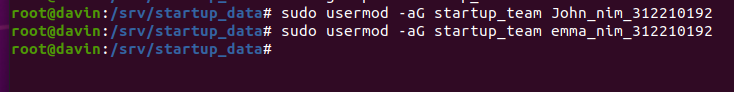 root@davin:/srv/startup_data# sudo usermod -aG startup_team John_nim_312210192
root@davin:/srv/startup_data# sudo usermod -aG startup_team emma_nim_312210192
root@davin:/srv/startup_data#